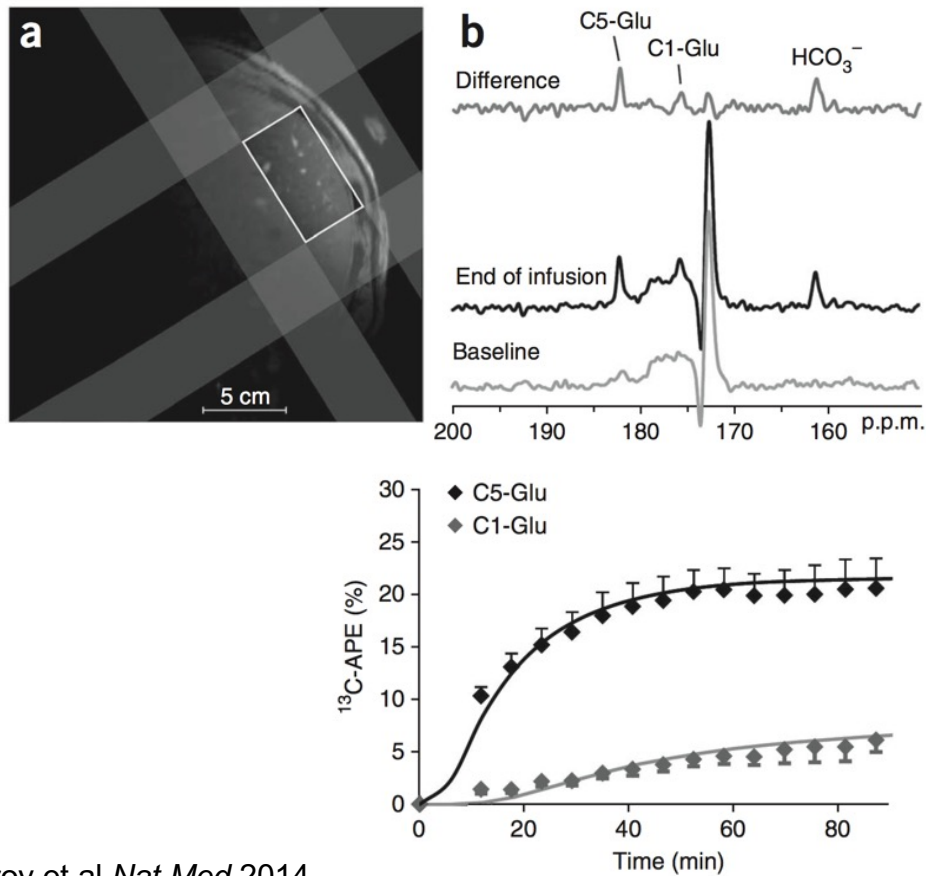 a
5 cm
b
C5-Glu
C1-Glu
HCO₃⁻
Difference
End of infusion
Baseline
200 190 180 170 160 p.p.m.
30
25
20
15
10
5
0
¹³C-APE (%)
C5-Glu
C1-Glu
0 20 40 60 80
Time (min)
et al Nat Med 2014